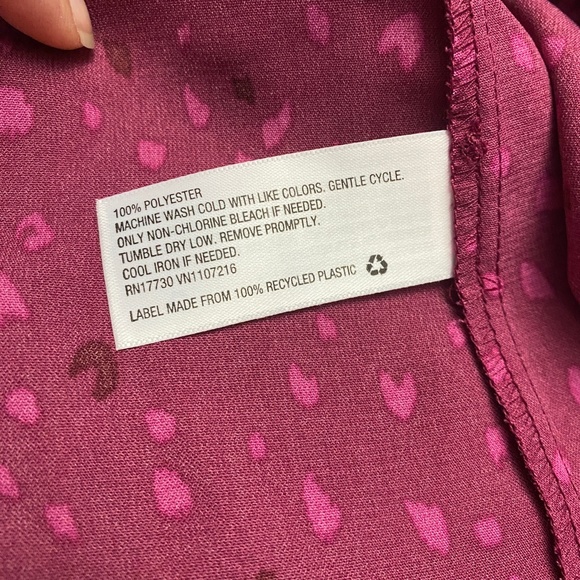 100% POLYESTER
MACHINE WASH COLD WITH LIKE COLORS. GENTLE CYCLE.
ONLY NON-CHLORINE BLEACH IF NEEDED.
TUMBLE DRY LOW. REMOVE PROMPTLY.
COOL IRON IF NEEDED.
RN17730 VN1107216
LABEL MADE FROM 100% RECYCLED PLASTIC